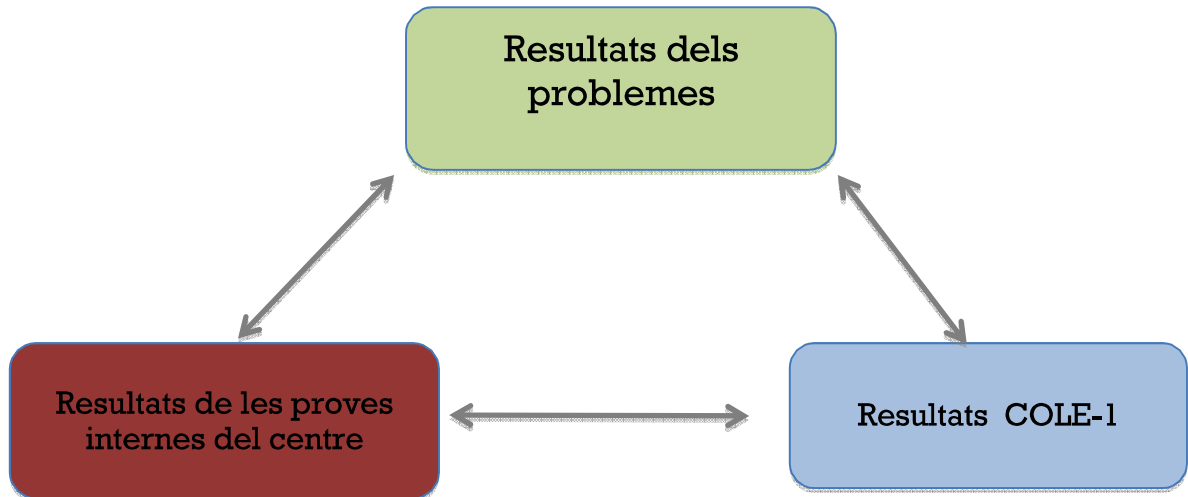 Resultats dels
problemes
Resultats de les proves
internes del centre
Resultats COLE-1